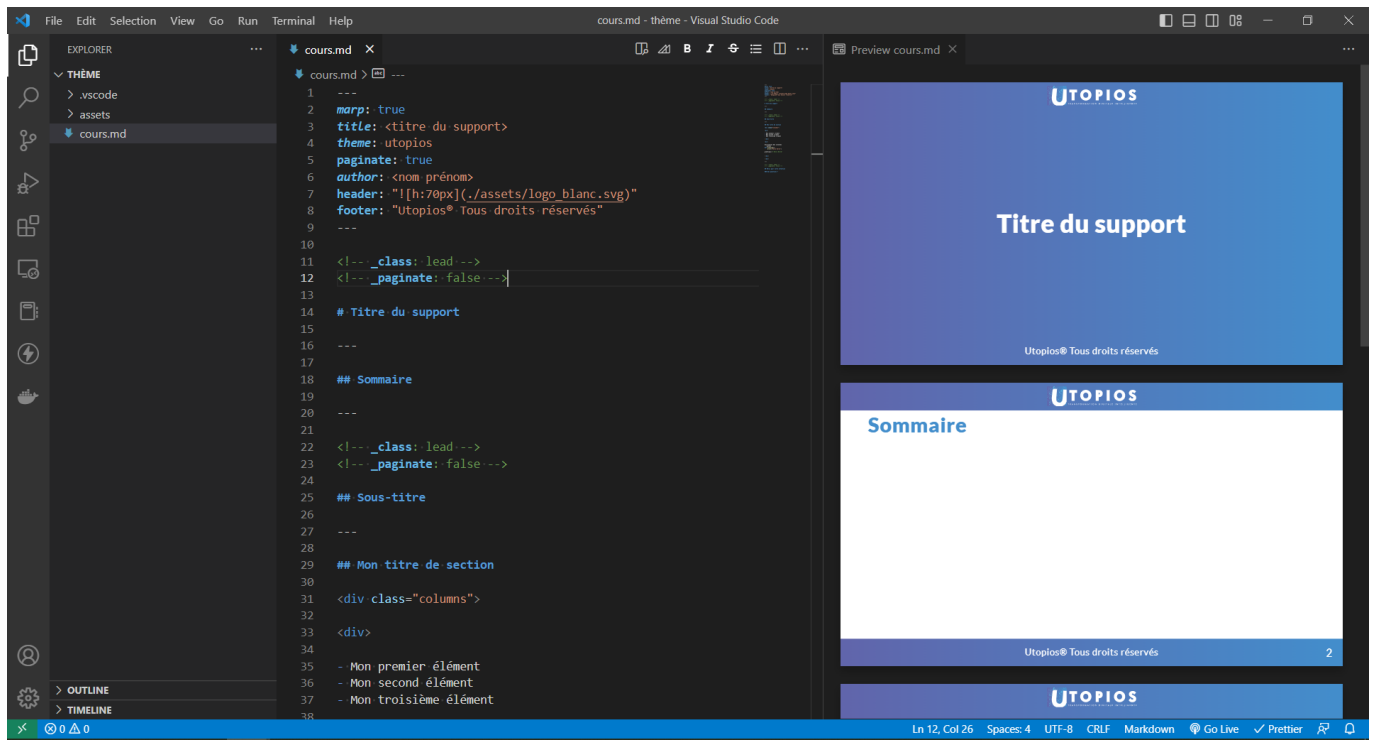 File Edit Selection View Go Run Terminal Help
cours.md - thème - Visual Studio Code
EXPLORER
THÈME
.vscode
assets
cours.md
OUTLINE
TIMELINE
cours.md
cours.md > ---
1 ---
2 marp: true
3 title: <titre du support>
4 theme: utopios
5 paginate: true
6 author: <nom prénom>
7 header: "![h:70px](./assets/logo_blanc.svg)"
8 footer: "Utopios® Tous droits réservés"
9 ---
10
11 <!-- _class: lead -->
12 <!-- _paginate: false -->
13
14 # Titre du support
15
16 ---
17
18 ## Sommaire
19
20 ---
21
22 <!-- _class: lead -->
23 <!-- _paginate: false -->
24
25 ## Sous-titre
26
27 ---
28
29 ## Mon titre de section
30
31 <div class="columns">
32
33 <div>
34
35 - Mon premier élément
36 - Mon second élément
37 - Mon troisième élément
38
Preview cours.md
UTOPIOS
Titre du support
Utopios® Tous droits réservés
UTOPIOS
Sommaire
Utopios® Tous droits réservés 2
UTOPIOS
0 0
Ln 12, Col 26 Spaces: 4 UTF-8 CRLF Markdown Go Live Prettier